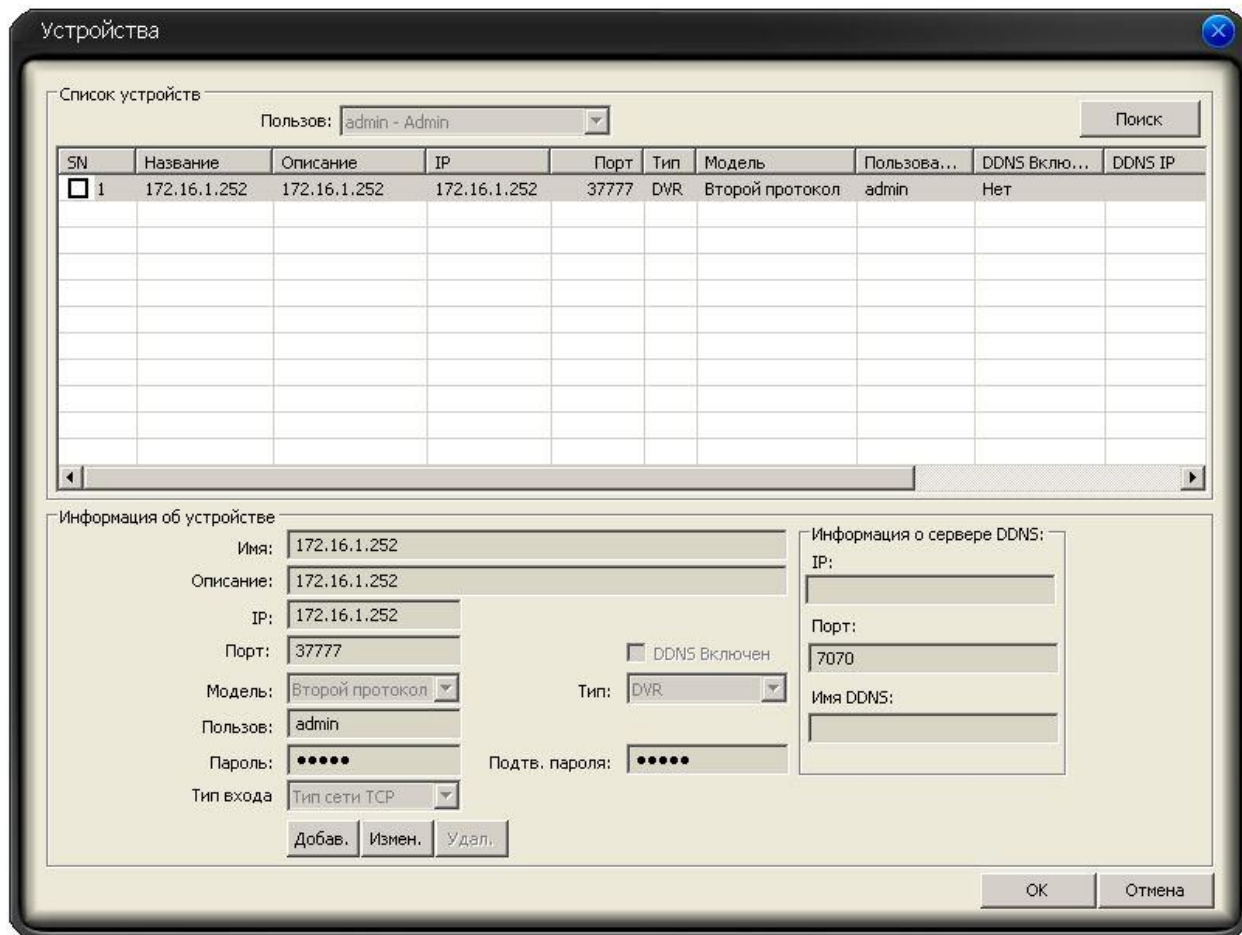 Устройства
Список устройств
Пользов: admin - Admin Поиск
SN Название Описание IP Порт Тип Модель Пользова... DDNS Вклю... DDNS IP
1 172.16.1.252 172.16.1.252 172.16.1.252 37777 DVR Второй протокол admin Нет
Информация об устройстве
Имя: 172.16.1.252
Информация о сервере DDNS:
Описание: 172.16.1.252
IP:
IP: 172.16.1.252
Порт: 37777 DDNS Включен
Порт:
7070
Модель: Второй протокол Тип: DVR
Имя DDNS:
Пользов: admin
Пароль: ●●●●● Подтв. пароля: ●●●●●
Тип входа Тип сети TCP
Добав. Измен. Удал.
OK Отмена